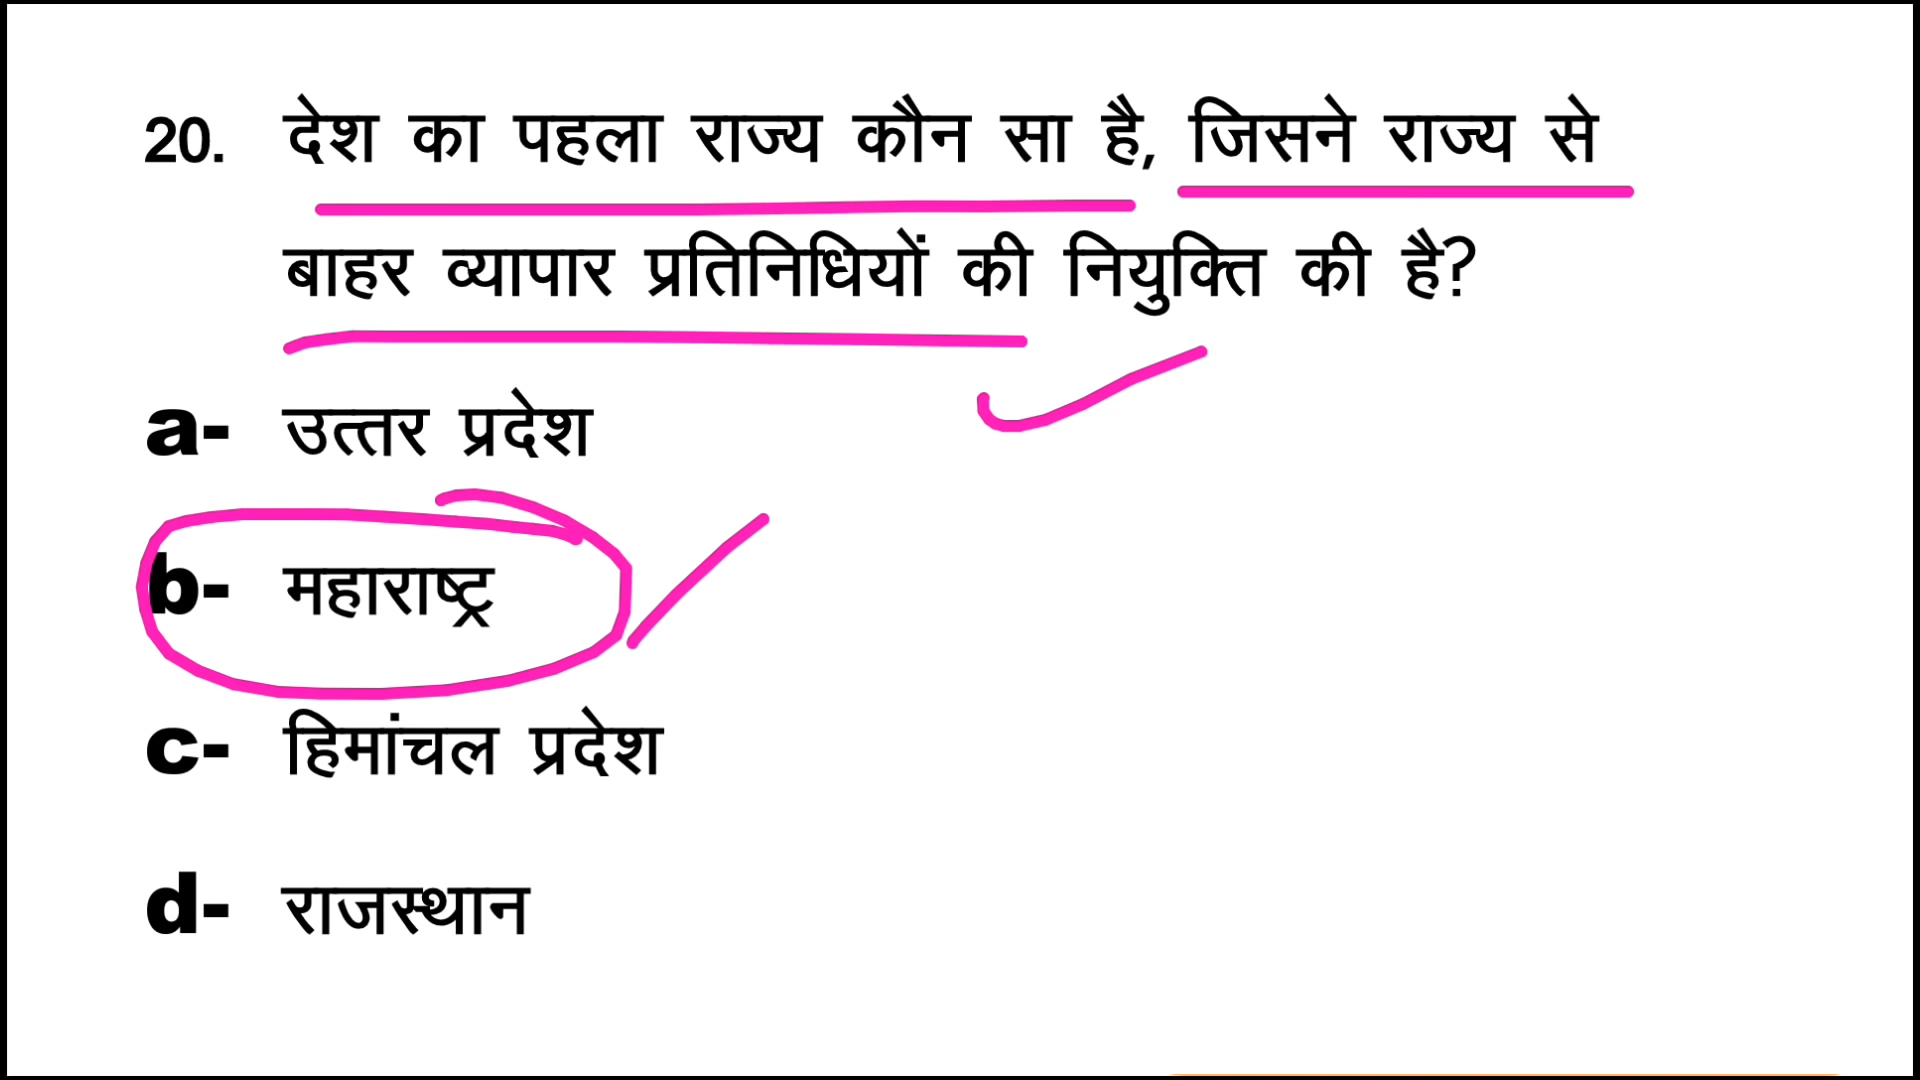 20. देश का पहला राज्य कौन सा है, जिसने राज्य से
बाहर व्यापार प्रतिनिधियों की नियुक्ति की है?
a- उत्तर प्रदेश
b- महाराष्ट्र
c- हिमांचल प्रदेश
d- राजस्थान